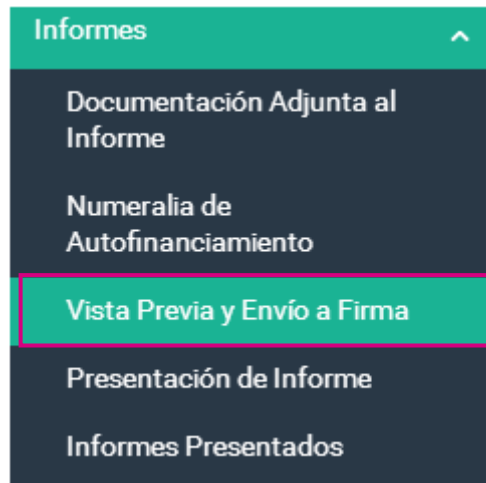 Informes
Documentación Adjunta al
Informe
Numeralia de
Autofinanciamiento
Vista Previa y Envío a Firma
Presentación de Informe
Informes Presentados